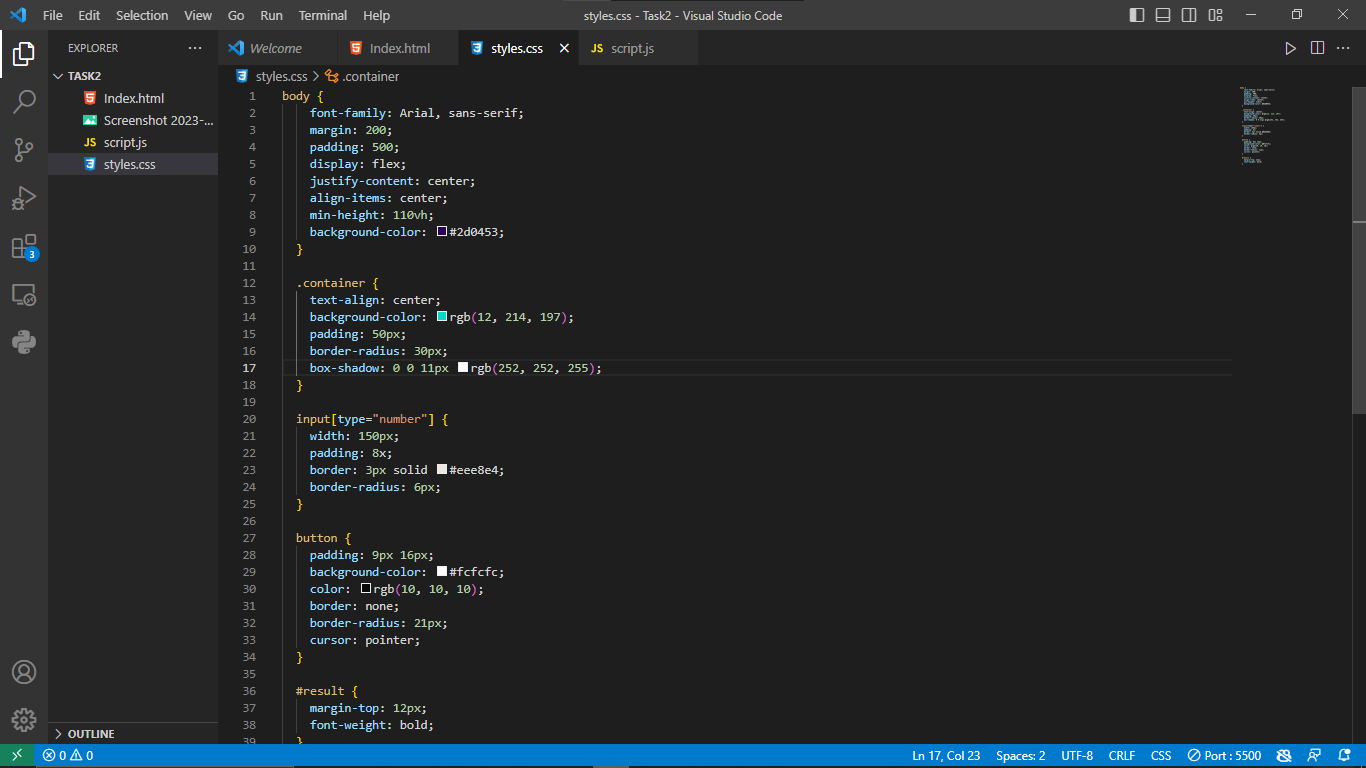 File Edit Selection View Go Run Terminal Help styles.css - Task2 - Visual Studio Code
EXPLORER ··· Welcome Index.html styles.css script.js ···
TASK2
Index.html
Screenshot 2023-...
script.js
styles.css
styles.css > .container
1 body {
2 font-family: Arial, sans-serif;
3 margin: 200;
4 padding: 500;
5 display: flex;
6 justify-content: center;
7 align-items: center;
8 min-height: 110vh;
9 background-color: #2d0453;
10 }
11
12 .container {
13 text-align: center;
14 background-color: rgb(12, 214, 197);
15 padding: 50px;
16 border-radius: 30px;
17 box-shadow: 0 0 11px rgb(252, 252, 255);
18 }
19
20 input[type="number"] {
21 width: 150px;
22 padding: 8x;
23 border: 3px solid #eee8e4;
24 border-radius: 6px;
25 }
26
27 button {
28 padding: 9px 16px;
29 background-color: #fcfcfc;
30 color: rgb(10, 10, 10);
31 border: none;
32 border-radius: 21px;
33 cursor: pointer;
34 }
35
36 #result {
37 margin-top: 12px;
38 font-weight: bold;
39 }
3
OUTLINE
0 0 Ln 17, Col 23 Spaces: 2 UTF-8 CRLF CSS Port : 5500